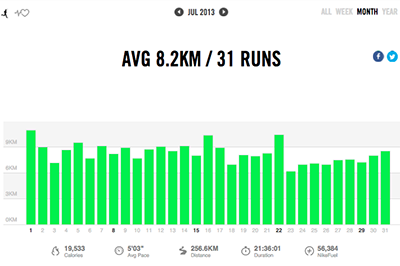 JUL 2013
ALL WEEK MONTH YEAR
AVG 8.2KM / 31 RUNS
9KM
6KM
3KM
0KM
1 2 3 4 5 6 7 8 9 10 11 12 13 14 15 16 17 18 19 20 21 22 23 24 25 26 27 28 29 30 31
19,533 5'03" 256.6KM 21:36:01 56,384
Calories Avg Pace Distance Duration NikeFuel